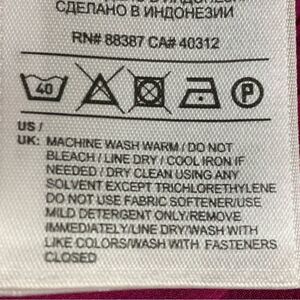 СДЕЛАНО В ИНДОНЕЗИИ
RN# 88387 CA# 40312
40
P
US /
UK: MACHINE WASH WARM / DO NOT
BLEACH / LINE DRY / COOL IRON IF
NEEDED / DRY CLEAN USING ANY
SOLVENT EXCEPT TRICHLORETHYLENE
DO NOT USE FABRIC SOFTENER/USE
MILD DETERGENT ONLY/REMOVE
IMMEDIATELY/LINE DRY/WASH WITH
LIKE COLORS/WASH WITH FASTENERS
CLOSED